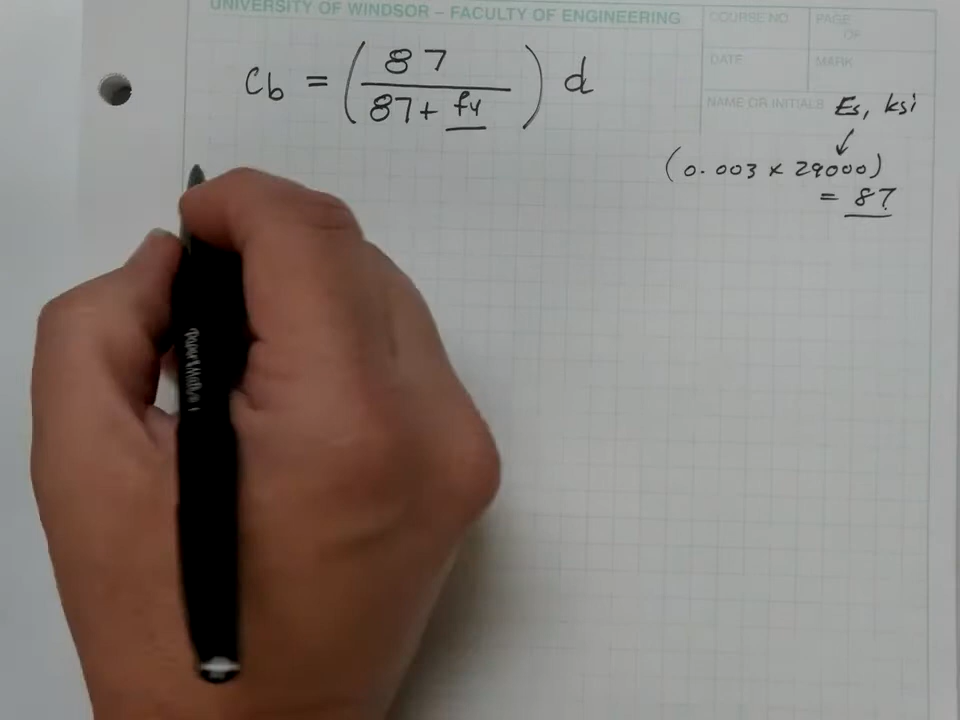 UNIVERSITY OF WINDSOR – FACULTY OF ENGINEERING
COURSE NO.
PAGE
OF
DATE
MARK
NAME OR INITIALS
Cb = (87 / 87 + fy) d
Es, ksi
(0.003 × 29000)
= 87
PaperMate